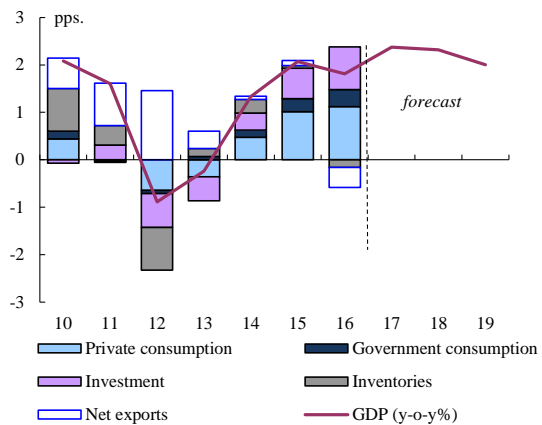 pps.
3
2
1
0
-1
-2
-3
forecast
10 11 12 13 14 15 16 17 18 19
Private consumption Government consumption
Investment Inventories
Net exports GDP (y-o-y%)